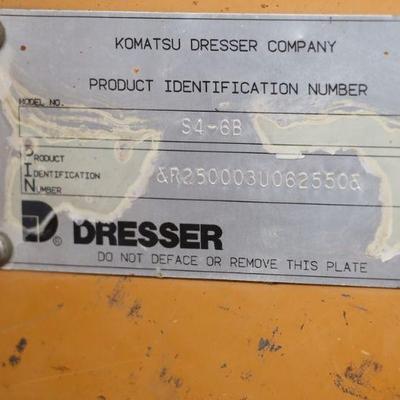 KOMATSU DRESSER COMPANY
PRODUCT IDENTIFICATION NUMBER
MODEL NO.
S4-6B
PRODUCT
IDENTIFICATION &R250003U062550&
NUMBER
D® DRESSER
DO NOT DEFACE OR REMOVE THIS PLATE